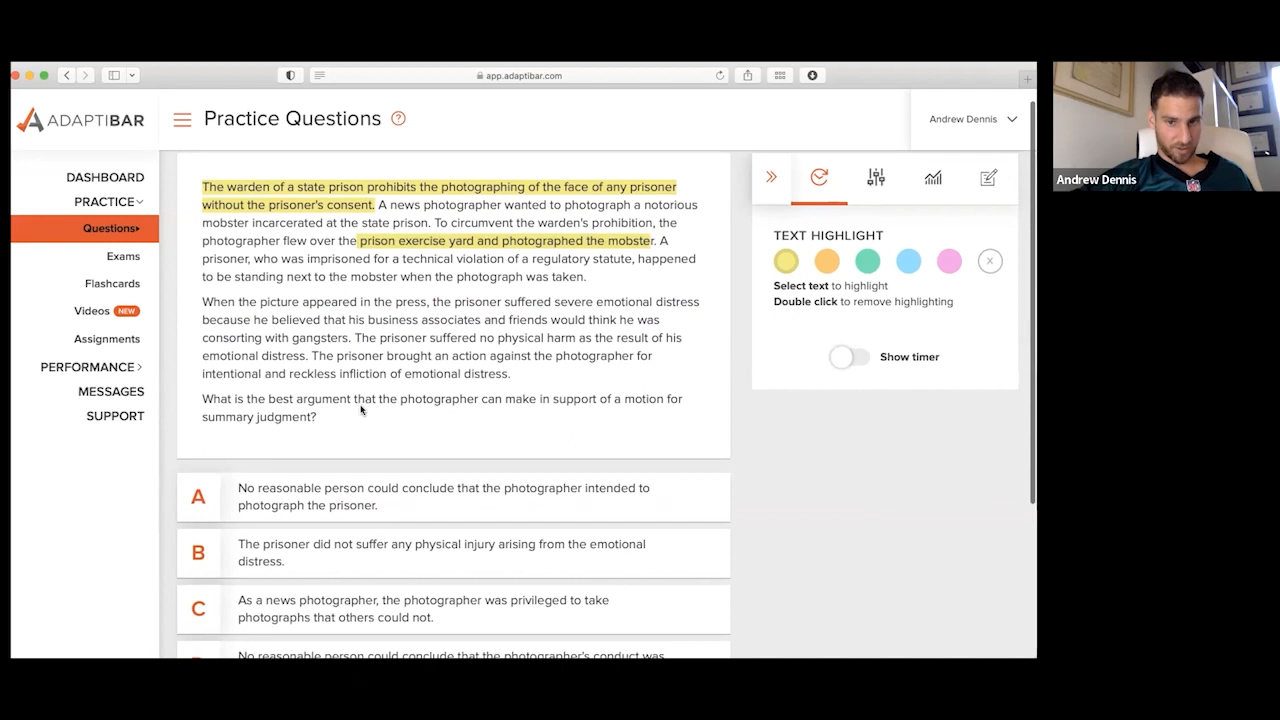 app.adaptibar.com
ADAPTIBAR
Practice Questions ?
Andrew Dennis
DASHBOARD
PRACTICE
Questions
Exams
Flashcards
Videos NEW
Assignments
PERFORMANCE
MESSAGES
SUPPORT
The warden of a state prison prohibits the photographing of the face of any prisoner
without the prisoner's consent. A news photographer wanted to photograph a notorious
mobster incarcerated at the state prison. To circumvent the warden's prohibition, the
photographer flew over the prison exercise yard and photographed the mobster. A
prisoner, who was imprisoned for a technical violation of a regulatory statute, happened
to be standing next to the mobster when the photograph was taken.
When the picture appeared in the press, the prisoner suffered severe emotional distress
because he believed that his business associates and friends would think he was
consorting with gangsters. The prisoner suffered no physical harm as the result of his
emotional distress. The prisoner brought an action against the photographer for
intentional and reckless infliction of emotional distress.
What is the best argument that the photographer can make in support of a motion for
summary judgment?
A
No reasonable person could conclude that the photographer intended to
photograph the prisoner.
B
The prisoner did not suffer any physical injury arising from the emotional
distress.
C
As a news photographer, the photographer was privileged to take
photographs that others could not.
No reasonable person could conclude that the photographer's conduct was
TEXT HIGHLIGHT
X
Select text to highlight
Double click to remove highlighting
Show timer
Andrew Dennis